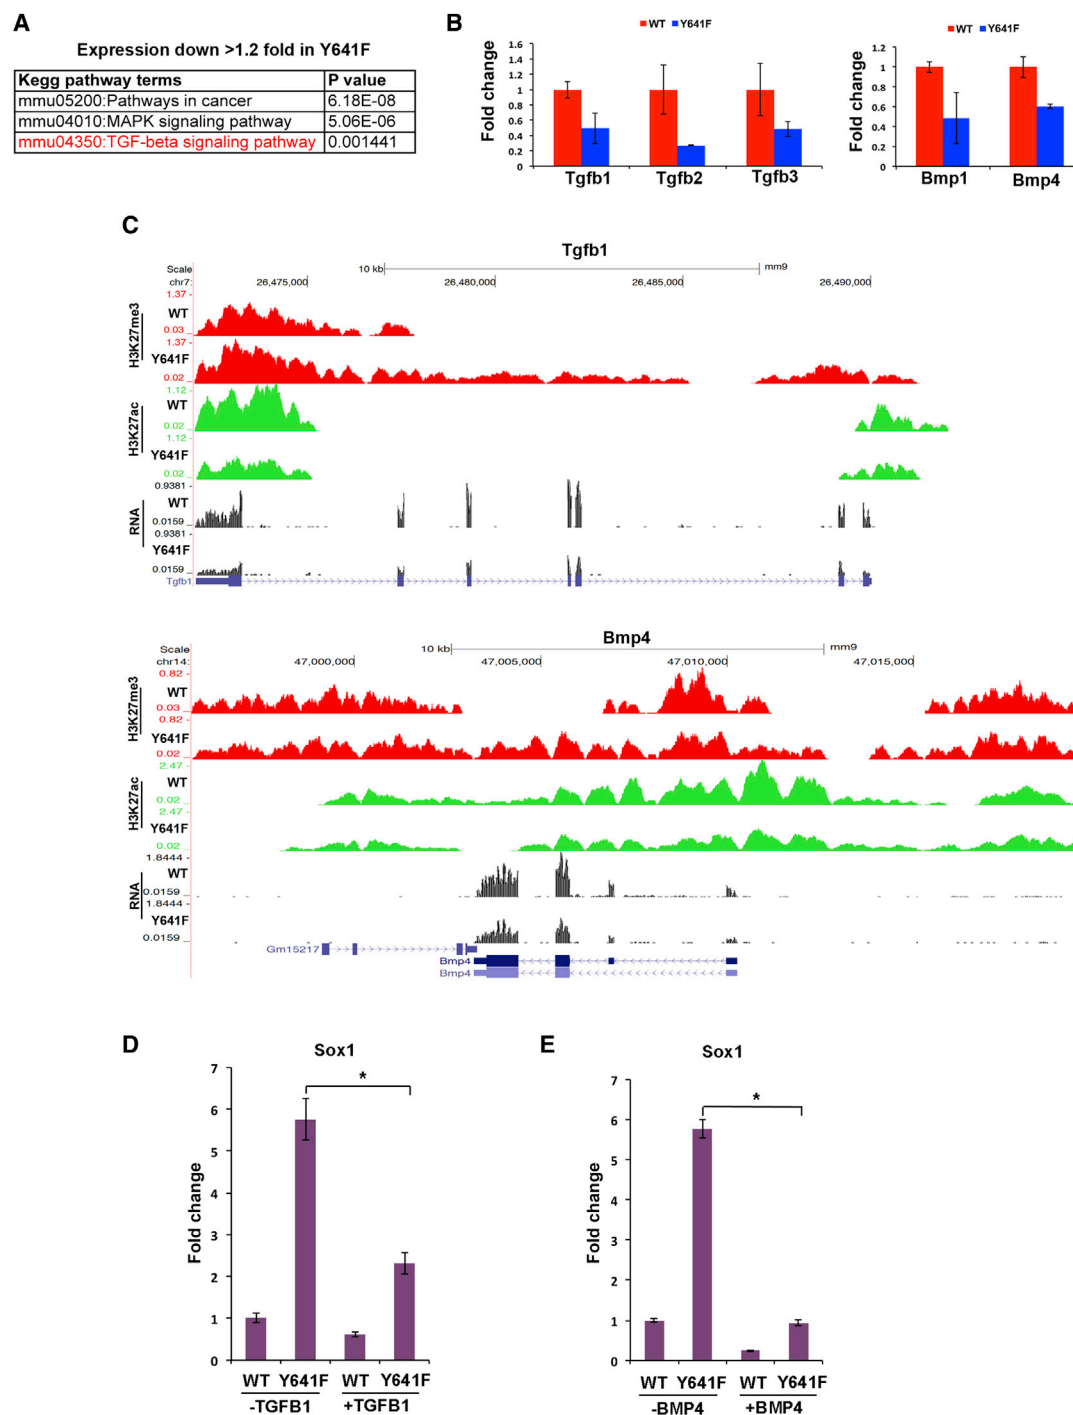 A
Expression down >1.2 fold in Y641F
Kegg pathway terms P value
mmu05200:Pathways in cancer 6.18E-08
mmu04010:MAPK signaling pathway 5.06E-06
mmu04350:TGF-beta signaling pathway 0.001441
B
WT Y641F
Fold change
1.6
1.4
1.2
1
0.8
0.6
0.4
0.2
0
Tgfb1 Tgfb2 Tgfb3
WT Y641F
Fold change
1.2
1
0.8
0.6
0.4
0.2
0
Bmp1 Bmp4
C
Tgfb1
Scale 10 kb mm9
chr7: 26,475,000 26,480,000 26,485,000 26,490,000
H3K27me3
1.37 -
WT
0.03 _
1.37
Y641F
0.02 _
H3K27ac
1.12 -
WT
0.02 _
1.12 -
Y641F
0.02 _
RNA
0.9381 -
WT
0.0159 _
0.9381 -
Y641F
0.0159 _
Tgfb1
Bmp4
Scale 10 kb mm9
chr14: 47,000,000 47,005,000 47,010,000 47,015,000
H3K27me3
0.82 -
WT
0.03 _
0.82 -
Y641F
0.02 _
H3K27ac
2.47 -
WT
0.02 _
2.47 -
Y641F
0.02 _
RNA
1.8444 -
WT
0.0159 _
1.8444 -
Y641F
0.0159 _
Gm15217
Bmp4
Bmp4
D
Sox1
Fold change
7
6
5
4
3
2
1
0
*
WT Y641F WT Y641F
-TGFB1 +TGFB1
E
Sox1
Fold change
7
6
5
4
3
2
1
0
*
WT Y641F WT Y641F
-BMP4 +BMP4